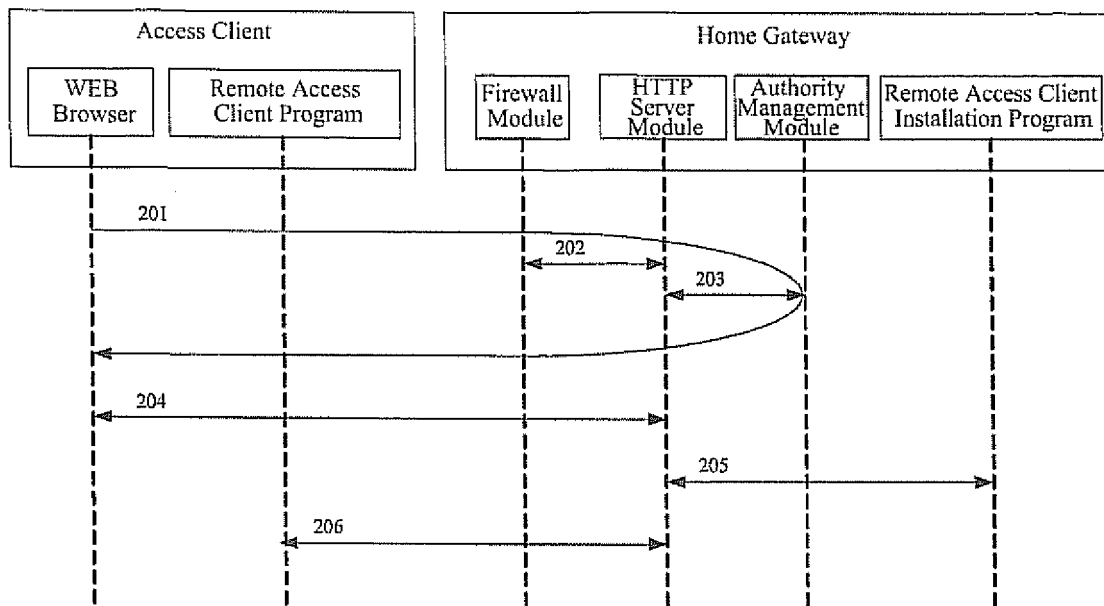 Access Client
Home Gateway
WEB
Browser
Remote Access
Client Program
Firewall
Module
HTTP
Server
Module
Authority
Management
Module
Remote Access Client
Installation Program
201
202
203
204
205
206